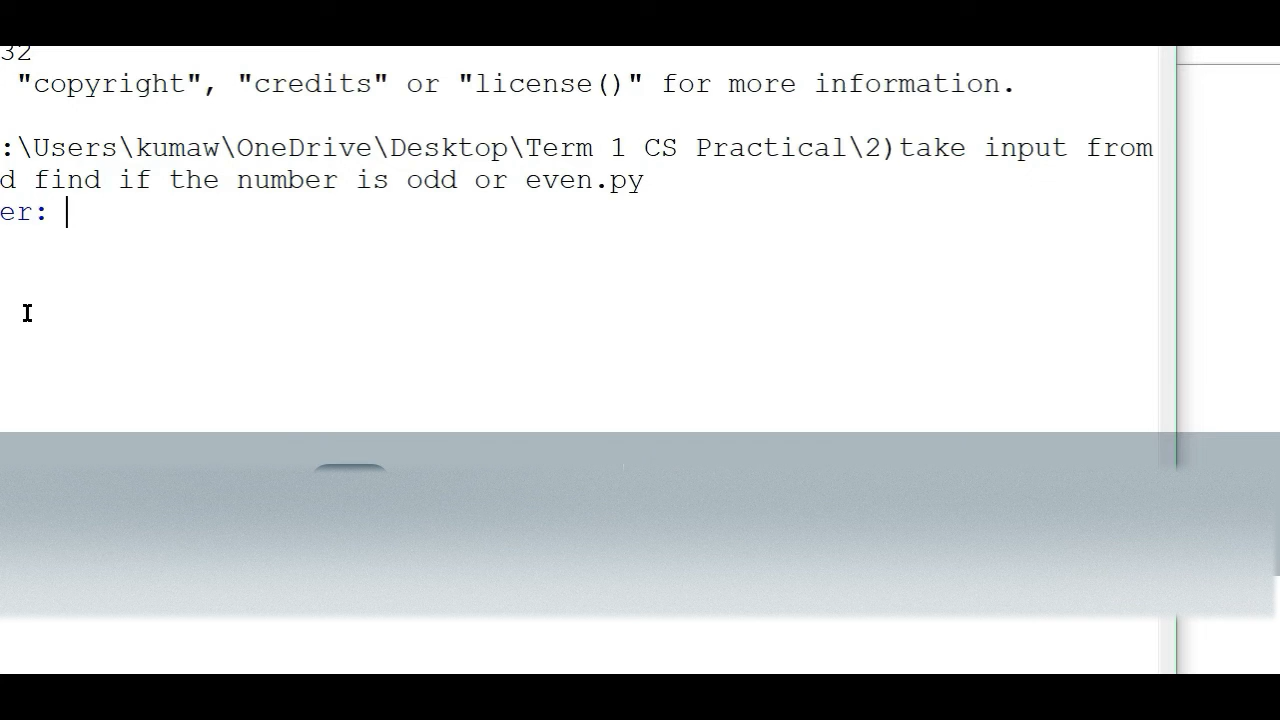 32
"copyright", "credits" or "license()" for more information.
:\Users\kumaw\OneDrive\Desktop\Term 1 CS Practical\2)take input from
d find if the number is odd or even.py
er: